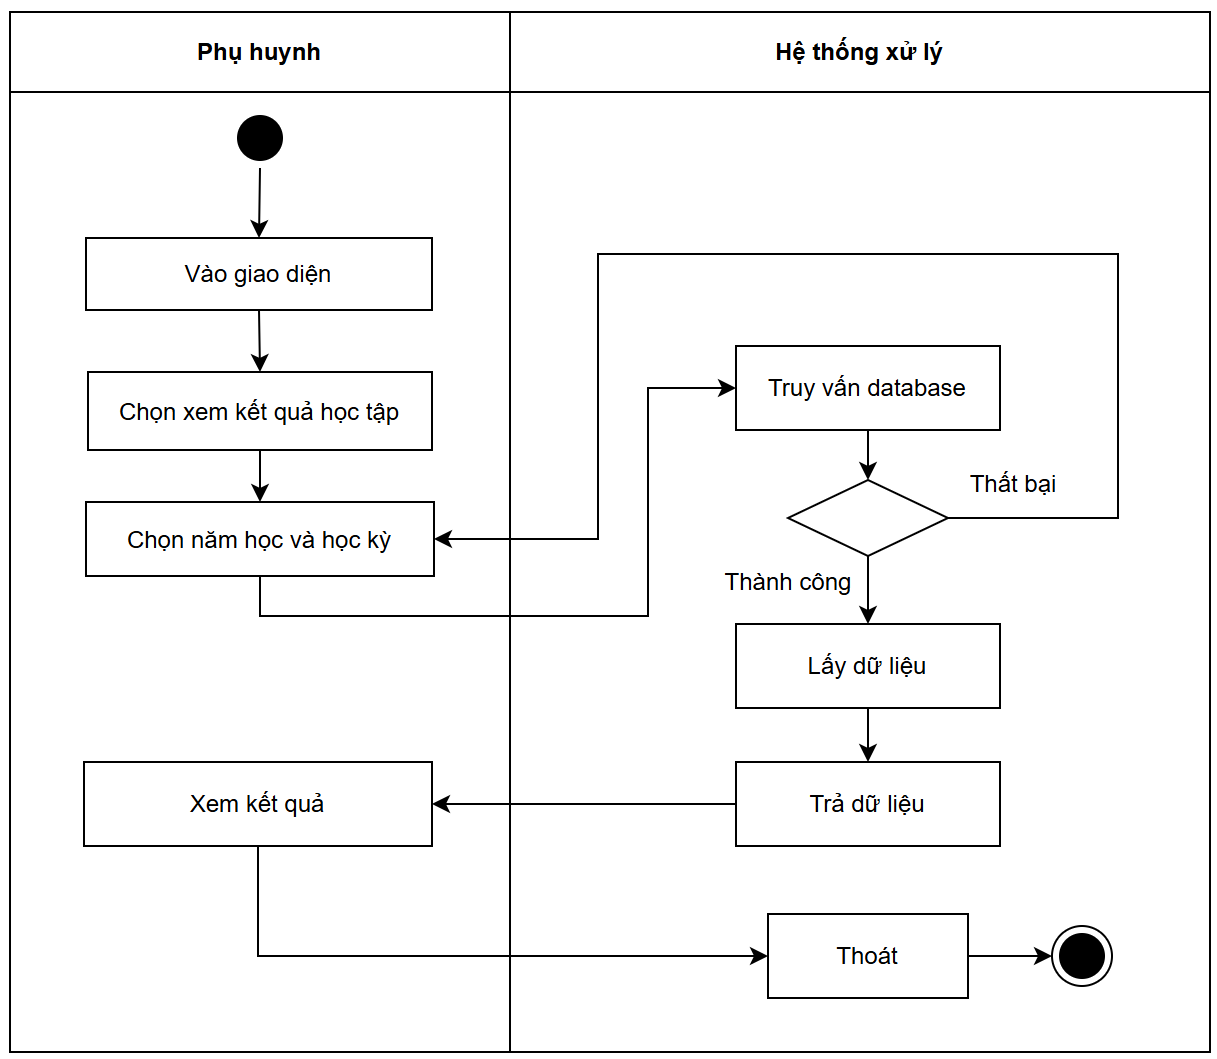 Phụ huynh
Hệ thống xử lý
Vào giao diện
Chọn xem kết quả học tập
Chọn năm học và học kỳ
Truy vấn database
Thất bại
Thành công
Lấy dữ liệu
Trả dữ liệu
Xem kết quả
Thoát